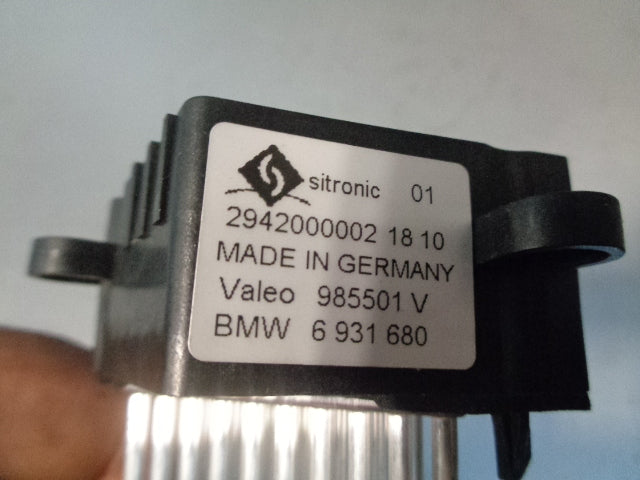 sitronic 01
2942000002 18 10
MADE IN GERMANY
Valeo 985501 V
BMW 6 931 680